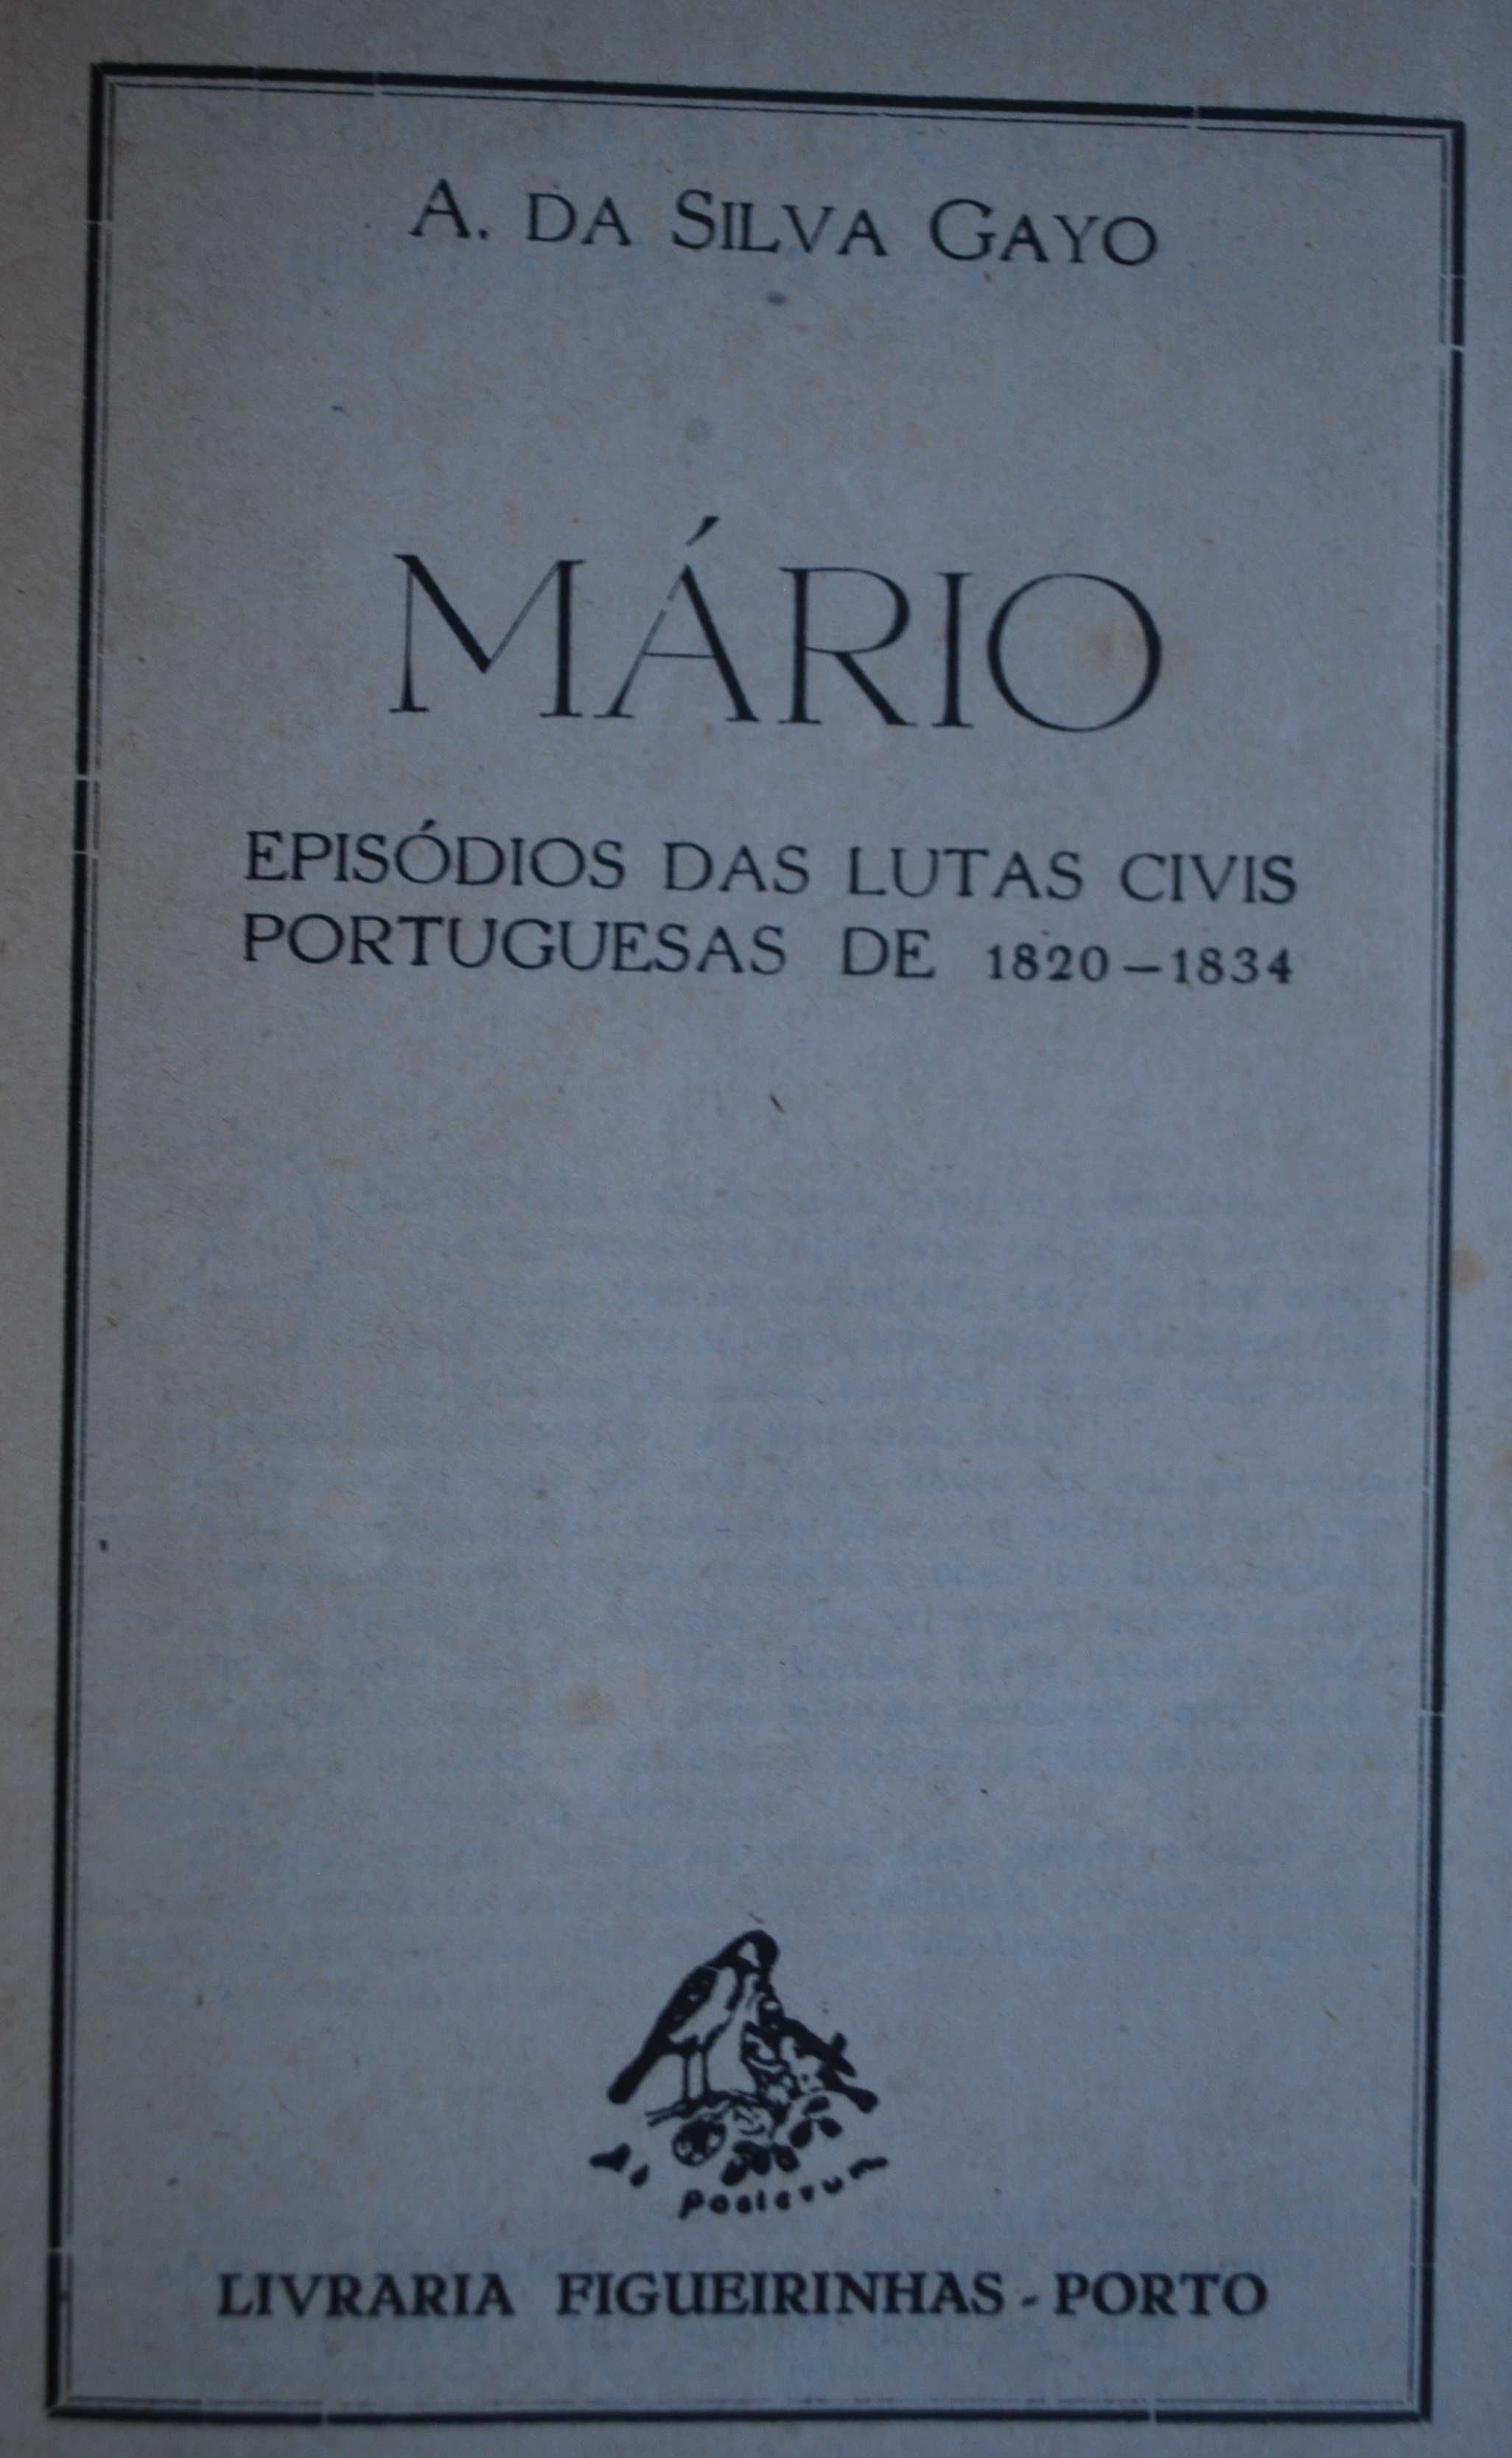 A. DA SILVA GAYO
MÁRIO
EPISÓDIOS DAS LUTAS CIVIS
PORTUGUESAS DE 1820-1834
LIVRARIA FIGUEIRINHAS - PORTO